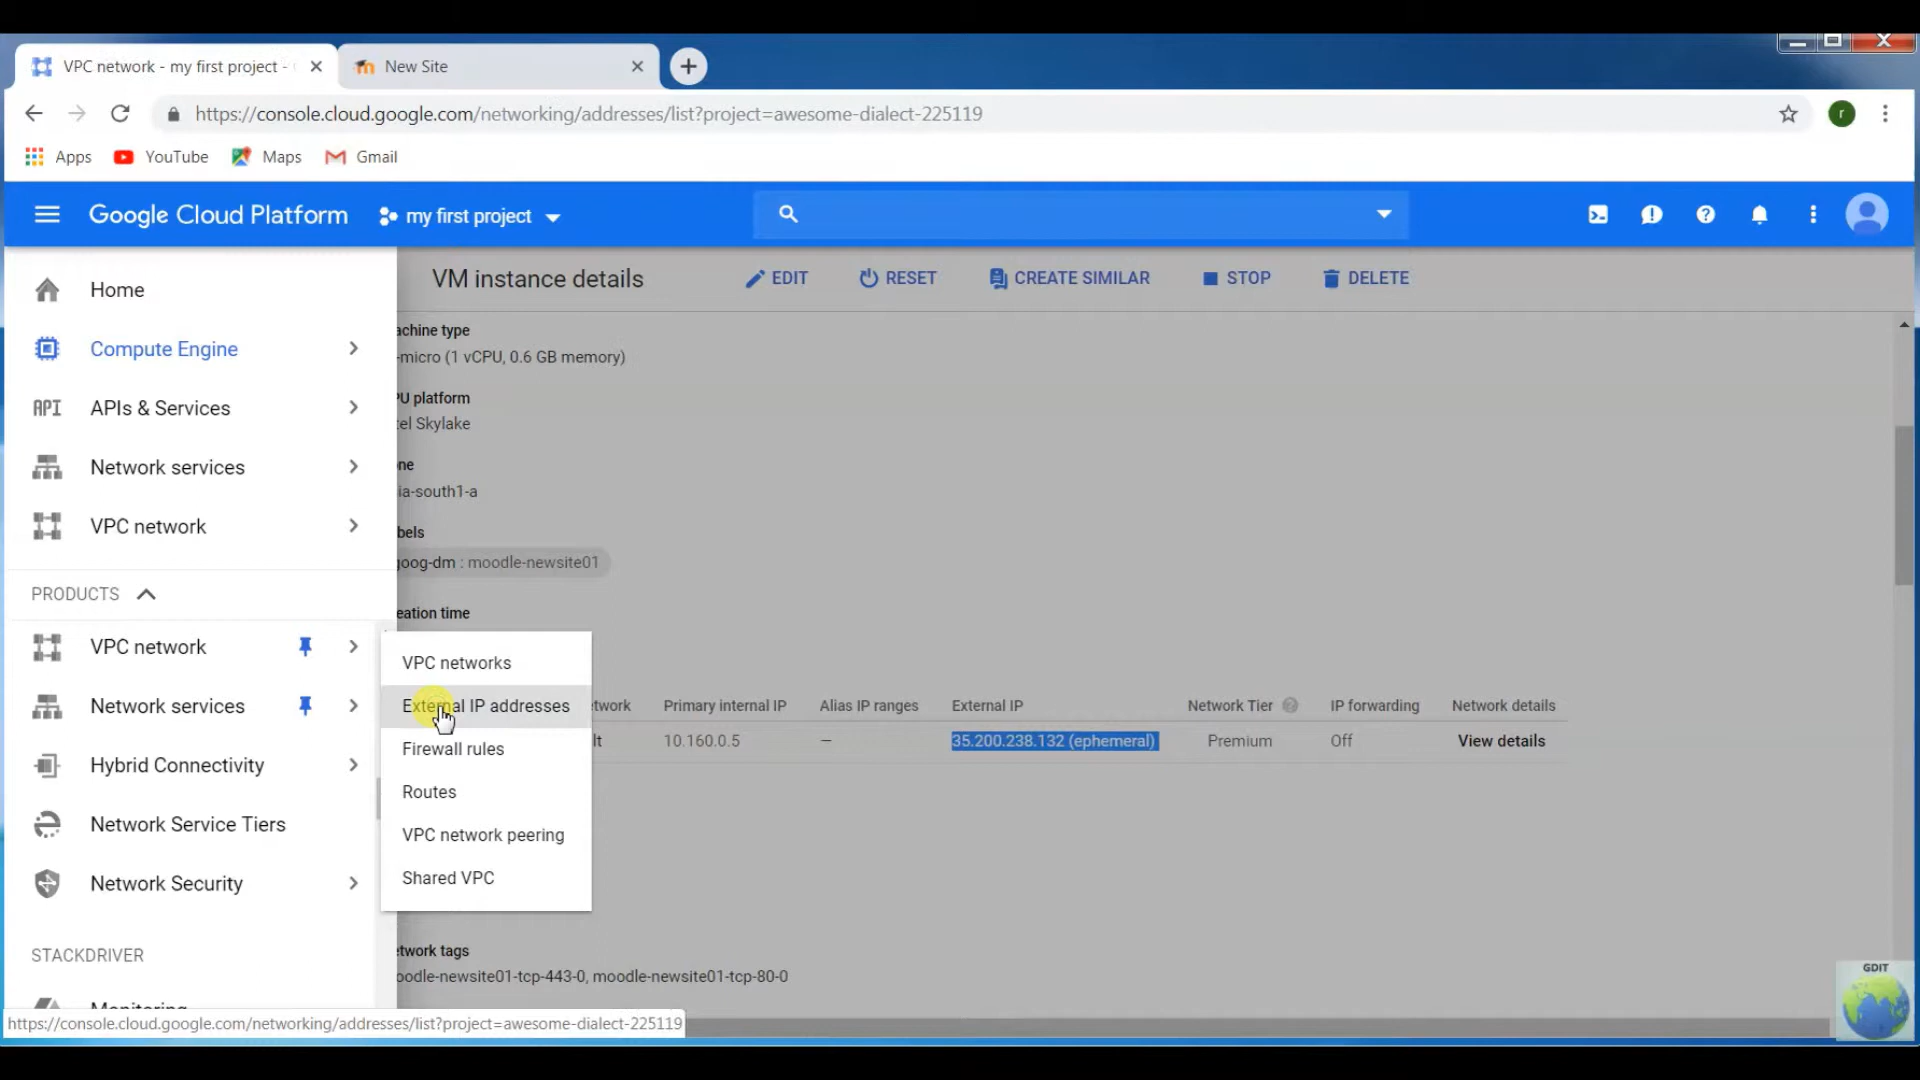 VPC network - my first project -
New Site
https://console.cloud.google.com/networking/addresses/list?project=awesome-dialect-225119
r
Apps
YouTube
Maps
Gmail
Google Cloud Platform
my first project
VM instance details
EDIT
RESET
CREATE SIMILAR
STOP
DELETE
Home
Compute Engine
API
APIs & Services
Network services
VPC network
PRODUCTS
VPC network
Network services
Hybrid Connectivity
Network Service Tiers
Network Security
STACKDRIVER
Monitoring
VPC networks
External IP addresses
Firewall rules
Routes
VPC network peering
Shared VPC
achine type
-micro (1 vCPU, 0.6 GB memory)
PU platform
tel Skylake
ne
ia-south1-a
bels
goog-dm : moodle-newsite01
eation time
twork Primary internal IP Alias IP ranges External IP Network Tier IP forwarding Network details
lt 10.160.0.5 — 35.200.238.132 (ephemeral) Premium Off View details
etwork tags
oodle-newsite01-tcp-443-0, moodle-newsite01-tcp-80-0
https://console.cloud.google.com/networking/addresses/list?project=awesome-dialect-225119
GDIT